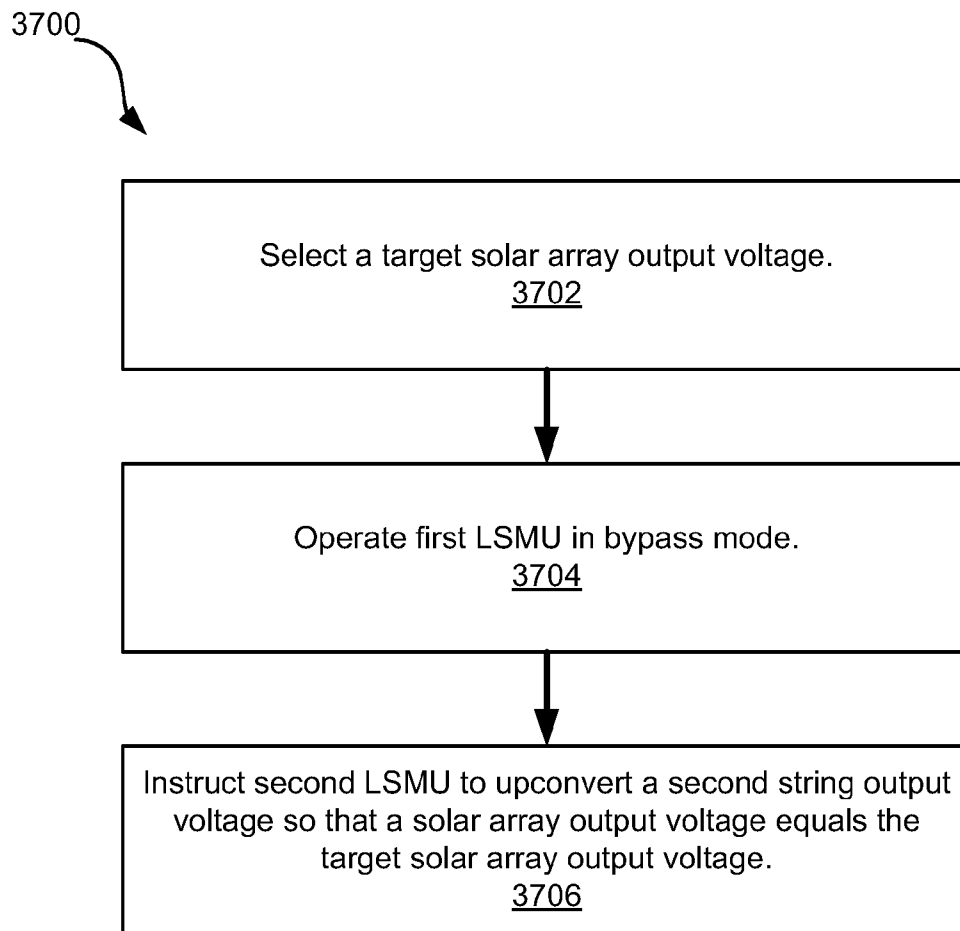 3700
Select a target solar array output voltage.
3702
Operate first LSMU in bypass mode.
3704
Instruct second LSMU to upconvert a second string output
voltage so that a solar array output voltage equals the
target solar array output voltage.
3706